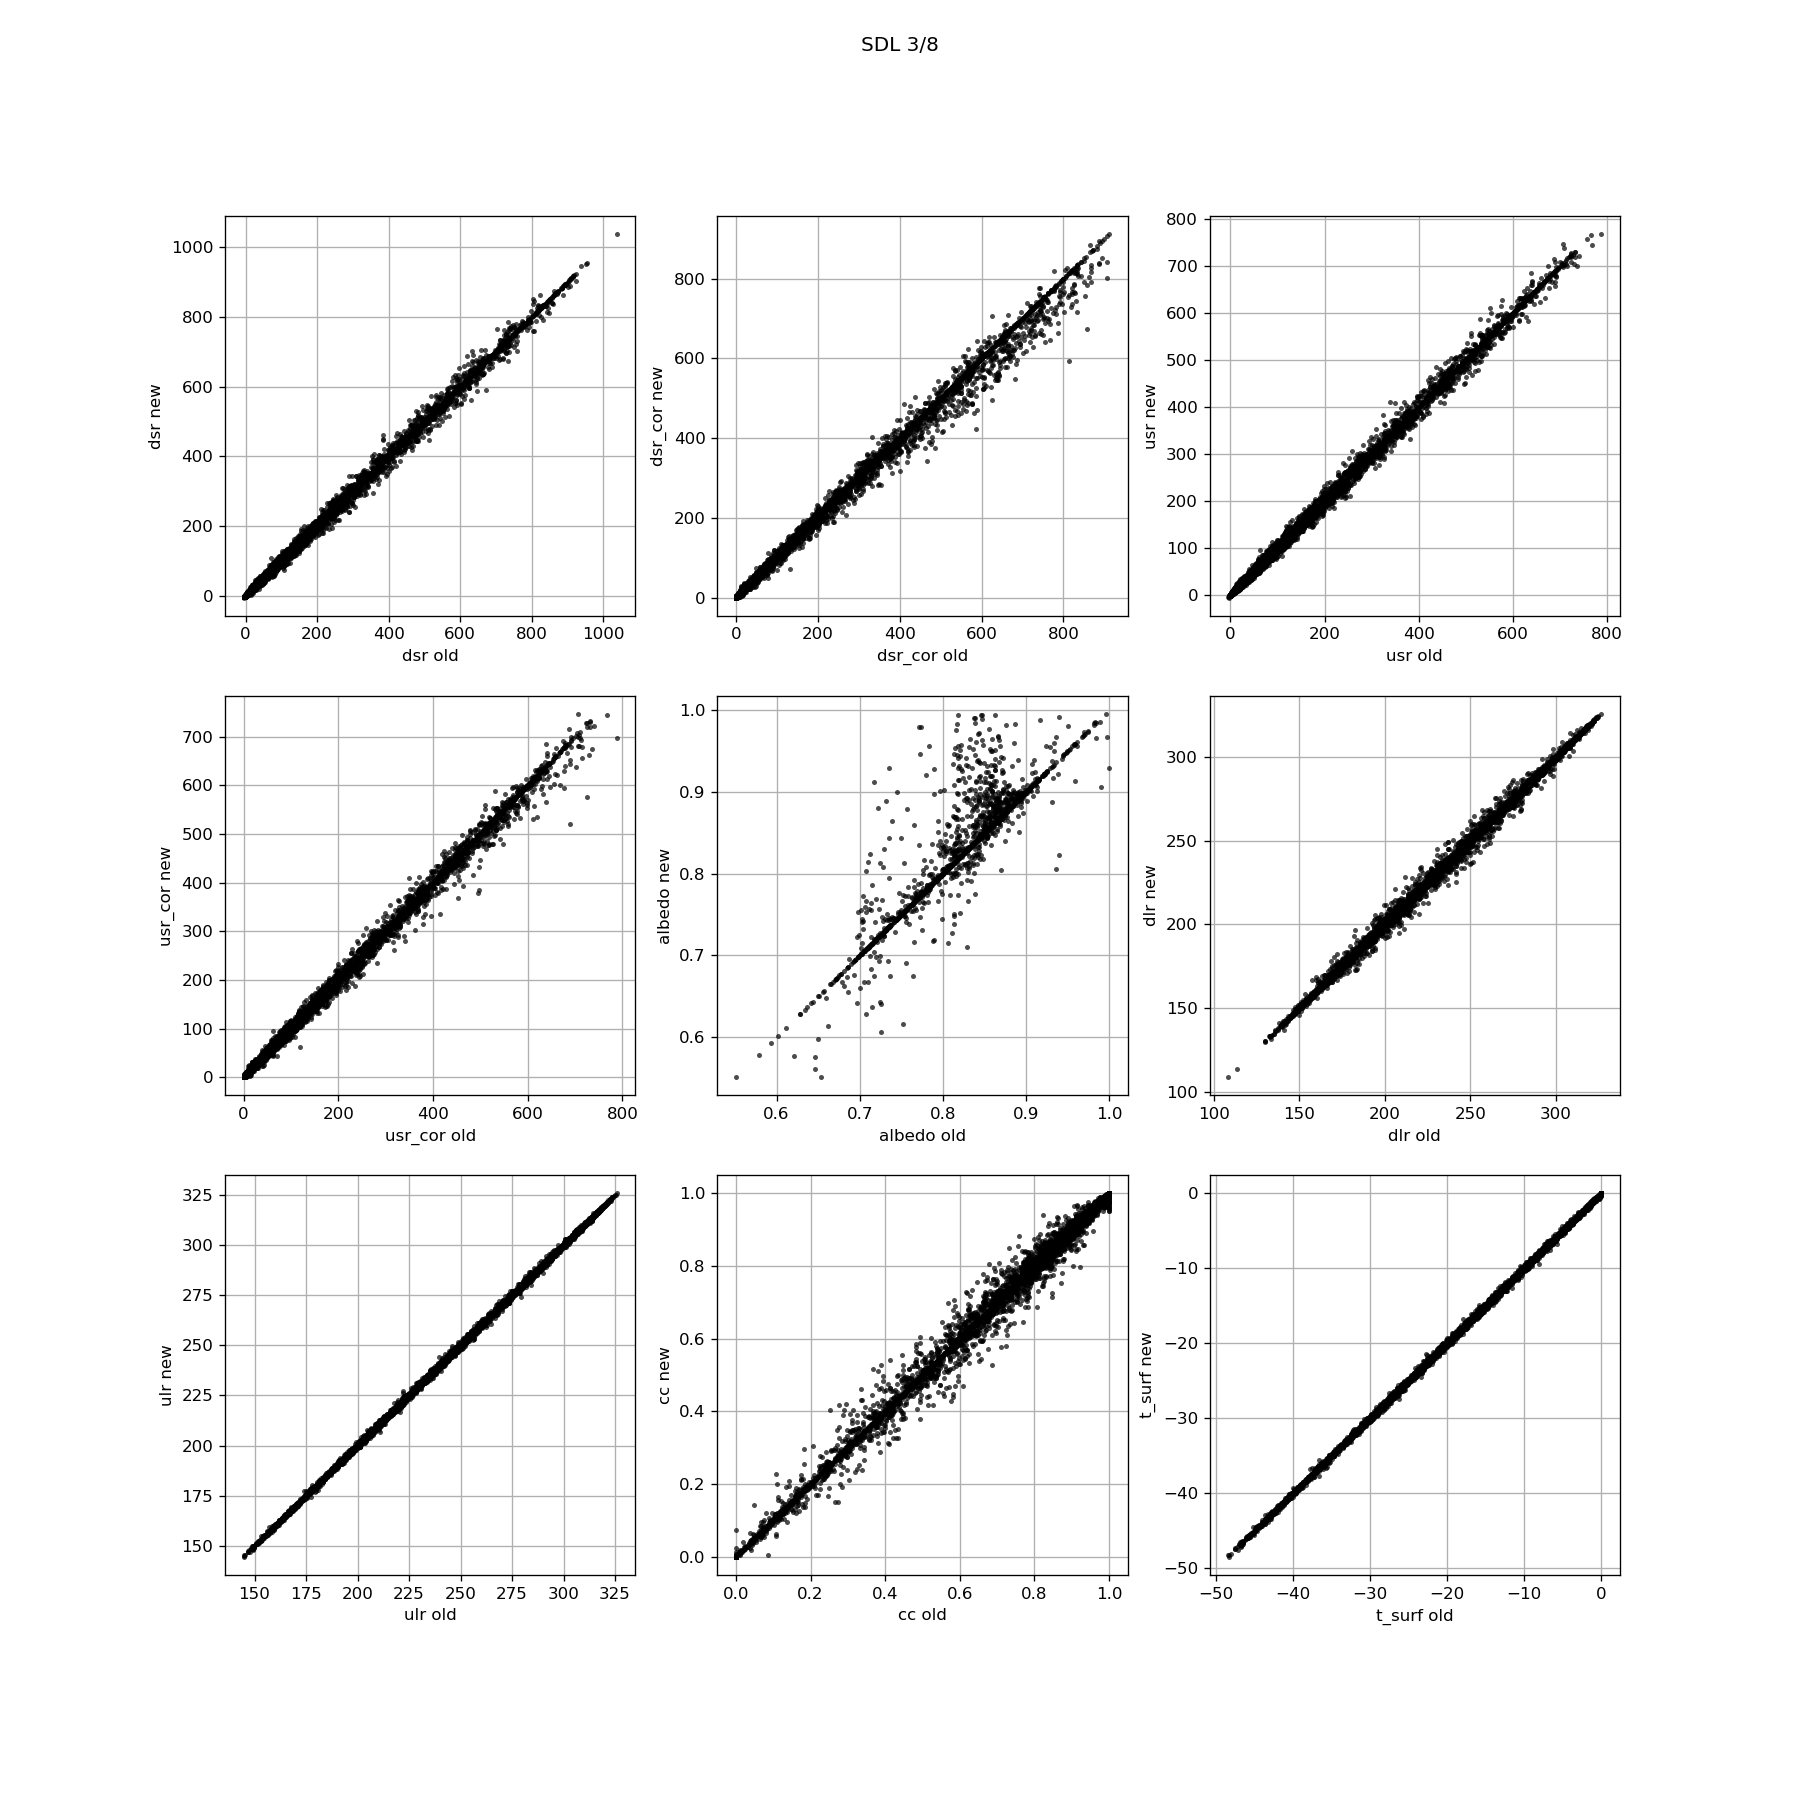 SDL 3/8
1000
800
600
400
200
0
dsr new
0 200 400 600 800 1000
dsr old
800
600
400
200
0
dsr_cor new
0 200 400 600 800
dsr_cor old
800
700
600
500
400
300
200
100
0
usr new
0 200 400 600 800
usr old
700
600
500
400
300
200
100
0
usr_cor new
0 200 400 600 800
usr_cor old
1.0
0.9
0.8
0.7
0.6
albedo new
0.6 0.7 0.8 0.9 1.0
albedo old
300
250
200
150
100
dlr new
100 150 200 250 300
dlr old
325
300
275
250
225
200
175
150
ulr new
150 175 200 225 250 275 300 325
ulr old
1.0
0.8
0.6
0.4
0.2
0.0
cc new
0.0 0.2 0.4 0.6 0.8 1.0
cc old
0
−10
−20
−30
−40
−50
t_surf new
−50 −40 −30 −20 −10 0
t_surf old